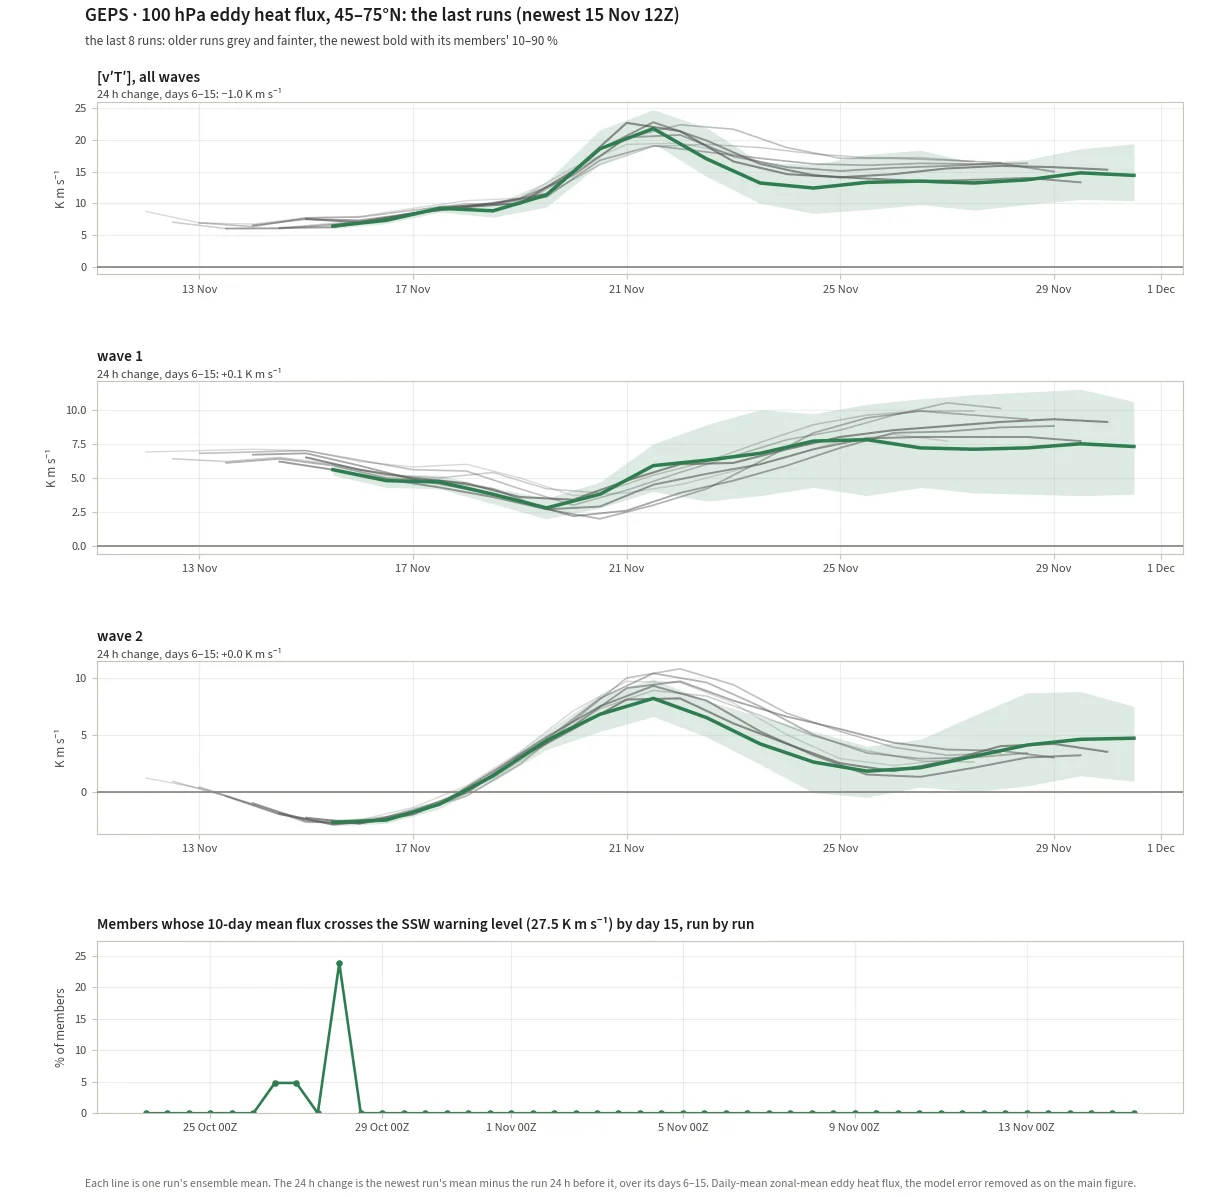 GEPS · 100 hPa eddy heat flux, 45–75°N: the last runs (newest 15 Nov 12Z)
the last 8 runs: older runs grey and fainter, the newest bold with its members' 10–90 %
[v′T′], all waves
24 h change, days 6–15: −1.0 K m s⁻¹
25
20
15
10
5
0
K m s⁻¹
13 Nov
17 Nov
21 Nov
25 Nov
29 Nov
1 Dec
wave 1
24 h change, days 6–15: +0.1 K m s⁻¹
10.0
7.5
5.0
2.5
0.0
K m s⁻¹
13 Nov
17 Nov
21 Nov
25 Nov
29 Nov
1 Dec
wave 2
24 h change, days 6–15: +0.0 K m s⁻¹
10
5
0
K m s⁻¹
13 Nov
17 Nov
21 Nov
25 Nov
29 Nov
1 Dec
Members whose 10-day mean flux crosses the SSW warning level (27.5 K m s⁻¹) by day 15, run by run
25
20
15
10
5
0
% of members
25 Oct 00Z
29 Oct 00Z
1 Nov 00Z
5 Nov 00Z
9 Nov 00Z
13 Nov 00Z
Each line is one run's ensemble mean. The 24 h change is the newest run's mean minus the run 24 h before it, over its days 6–15. Daily-mean zonal-mean eddy heat flux, the model error removed as on the main figure.